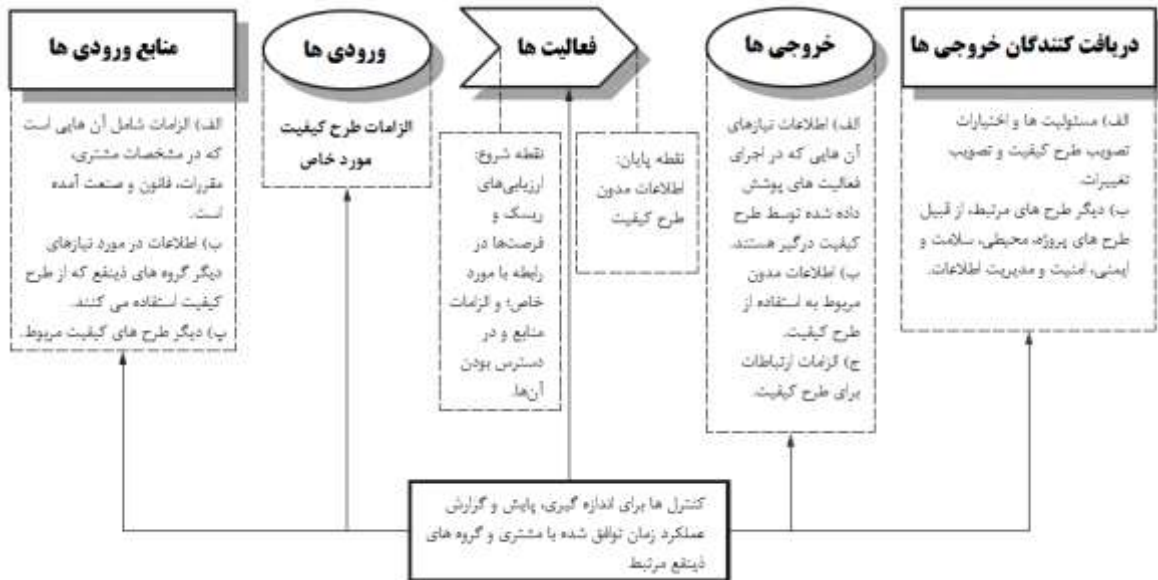 منابع ورودی ها
الف) الزامات شامل آن هایی است
که در مشخصات مشتری،
مقررات، قانون و صنعت آمده
است.
ب) اطلاعات در مورد نیازهای
دیگر گروه های ذینفع که از طرح
کیفیت استفاده می کنند.
پ) دیگر طرح های کیفیت مربوط.
ورودی ها
الزامات طرح کیفیت
مورد خاص
فعالیت ها
نقطه شروع:
ارزیابی‌های
ریسک و
فرصت‌ها در
رابطه با مورد
خاص؛ و الزامات
منابع و در
دسترس بودن
آن‌ها.
نقطه پایان:
اطلاعات مدون
طرح کیفیت
خروجی ها
الف) اطلاعات نیازهای
آن هایی که در اجرای
فعالیت های پوشش
داده شده توسط طرح
کیفیت درگیر هستند.
ب) اطلاعات مدون
مربوط به استفاده از
طرح کیفیت.
ج) الزامات ارتباطات
برای طرح کیفیت.
دریافت کنندگان خروجی ها
الف) مسئولیت ها و اختیارات
تصویب طرح کیفیت و تصویب
تغییرات.
ب) دیگر طرح های مرتبط، از قبیل
طرح های پروژه، محیطی، سلامت و
ایمنی، امنیت و مدیریت اطلاعات.
کنترل ها برای اندازه گیری، پایش و گزارش
عملکرد زمان توافق شده با مشتری و گروه های
ذینفع مرتبط